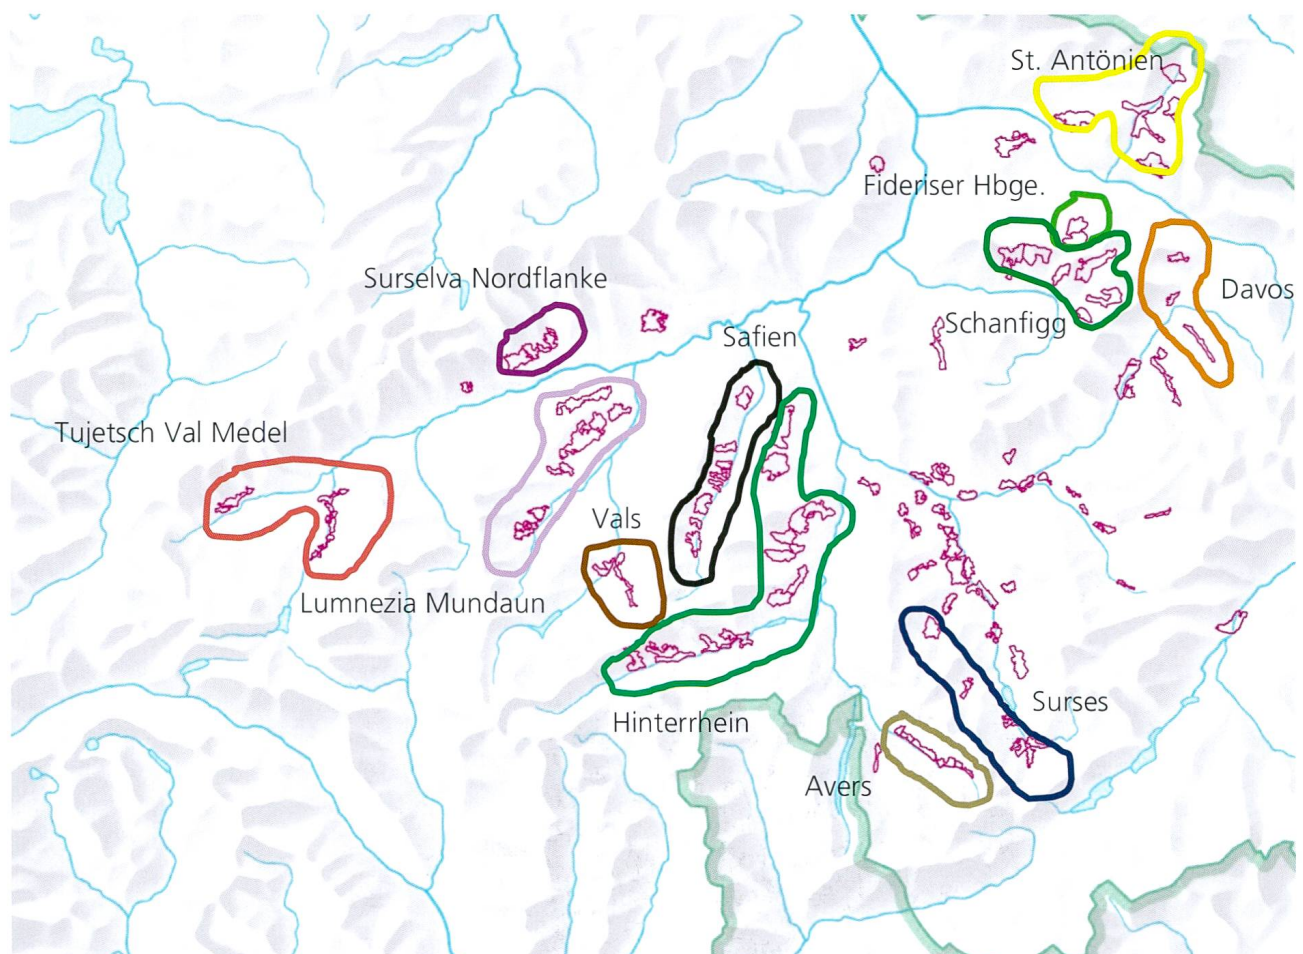 St. Antönien
Fideriser Hbge.
Surselva Nordflanke
Davos
Schanfigg
Safien
Tujetsch Val Medel
Vals
Lumnezia Mundaun
Surses
Hinterrhein
Avers